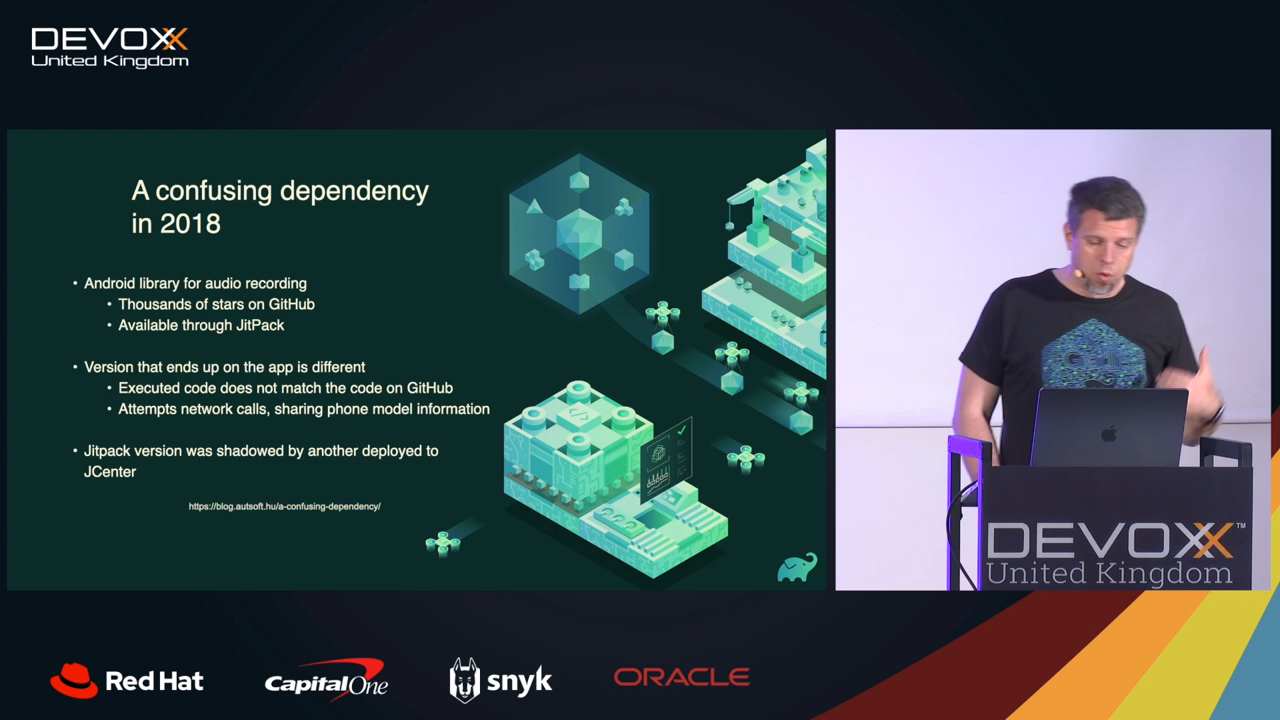 DEVOXX
United Kingdom
A confusing dependency
in 2018
• Android library for audio recording
• Thousands of stars on GitHub
• Available through JitPack
• Version that ends up on the app is different
• Executed code does not match the code on GitHub
• Attempts network calls, sharing phone model information
• Jitpack version was shadowed by another deployed to
JCenter
https://blog.autsoft.hu/a-confusing-dependency/
DEVOXX™
United Kingdom
Red Hat
Capital One
snyk
ORACLE